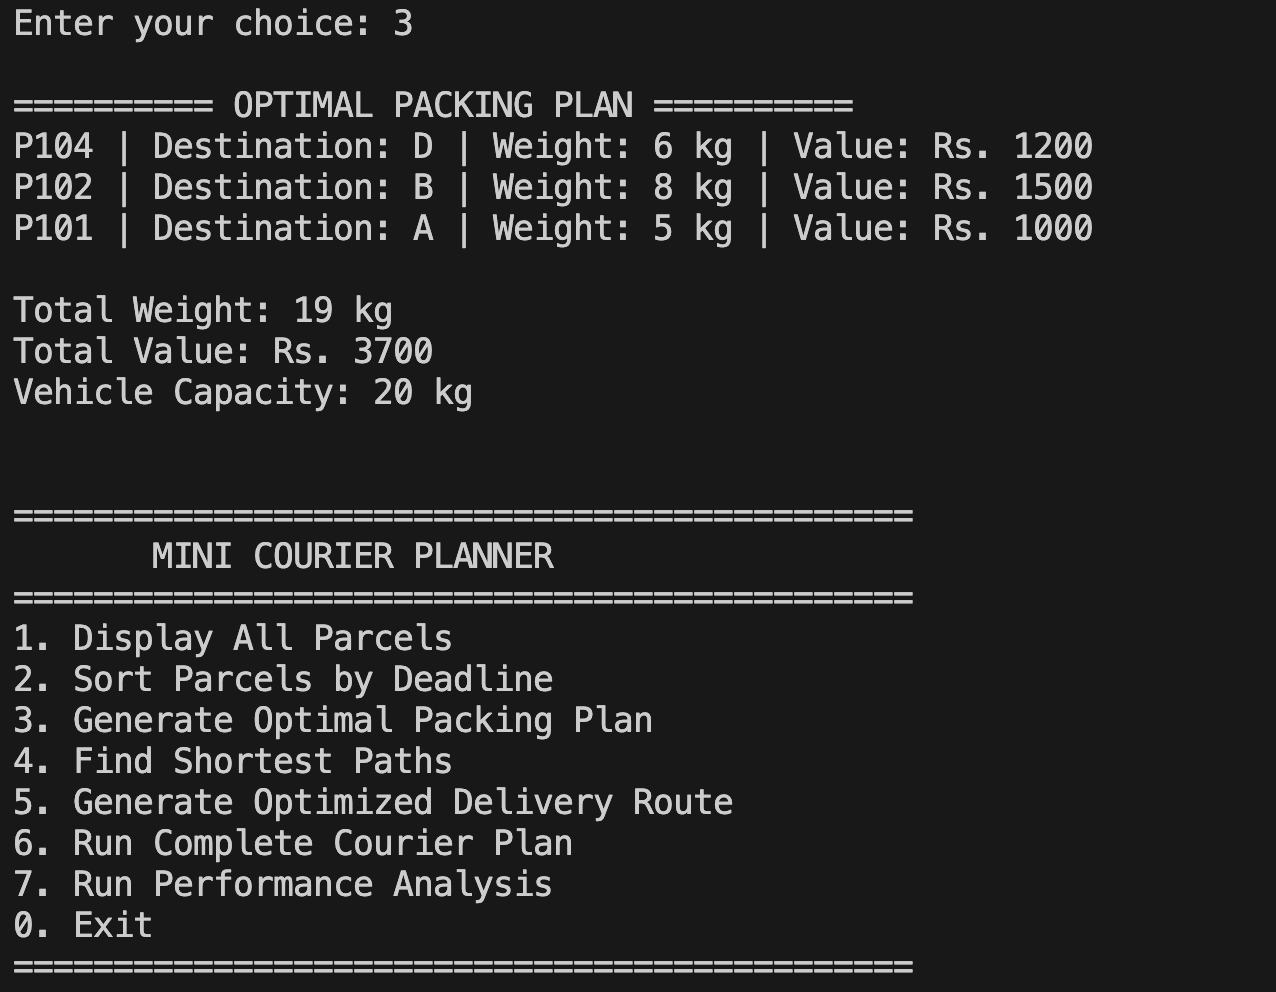 Enter your choice: 3
========== OPTIMAL PACKING PLAN ==========
P104 | Destination: D | Weight: 6 kg | Value: Rs. 1200
P102 | Destination: B | Weight: 8 kg | Value: Rs. 1500
P101 | Destination: A | Weight: 5 kg | Value: Rs. 1000
Total Weight: 19 kg
Total Value: Rs. 3700
Vehicle Capacity: 20 kg
=============================================
MINI COURIER PLANNER
=============================================
1. Display All Parcels
2. Sort Parcels by Deadline
3. Generate Optimal Packing Plan
4. Find Shortest Paths
5. Generate Optimized Delivery Route
6. Run Complete Courier Plan
7. Run Performance Analysis
0. Exit
=============================================